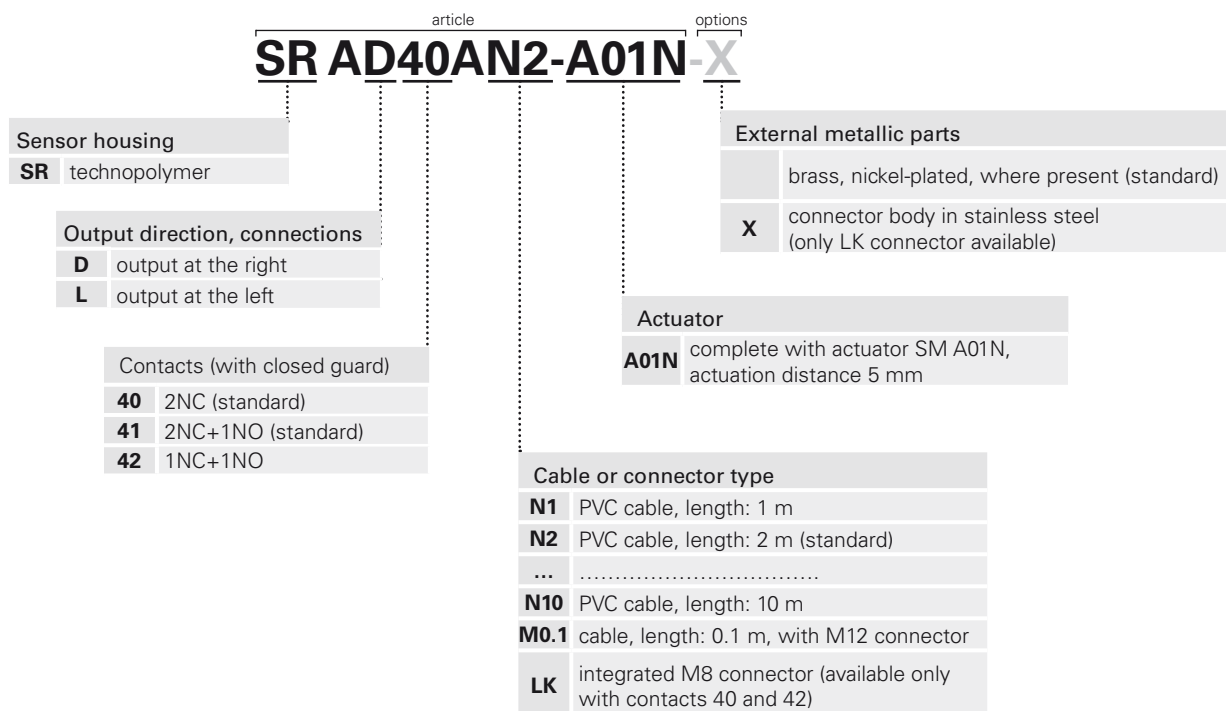 article
options
SR AD40AN2-A01N-X
Sensor housing
SR technopolymer
Output direction, connections
D output at the right
L output at the left
Contacts (with closed guard)
40 2NC (standard)
41 2NC+1NO (standard)
42 1NC+1NO
External metallic parts
brass, nickel-plated, where present (standard)
X connector body in stainless steel
(only LK connector available)
Actuator
A01N complete with actuator SM A01N,
actuation distance 5 mm
Cable or connector type
N1 PVC cable, length: 1 m
N2 PVC cable, length: 2 m (standard)
... ..................................
N10 PVC cable, length: 10 m
M0.1 cable, length: 0.1 m, with M12 connector
LK integrated M8 connector (available only
with contacts 40 and 42)